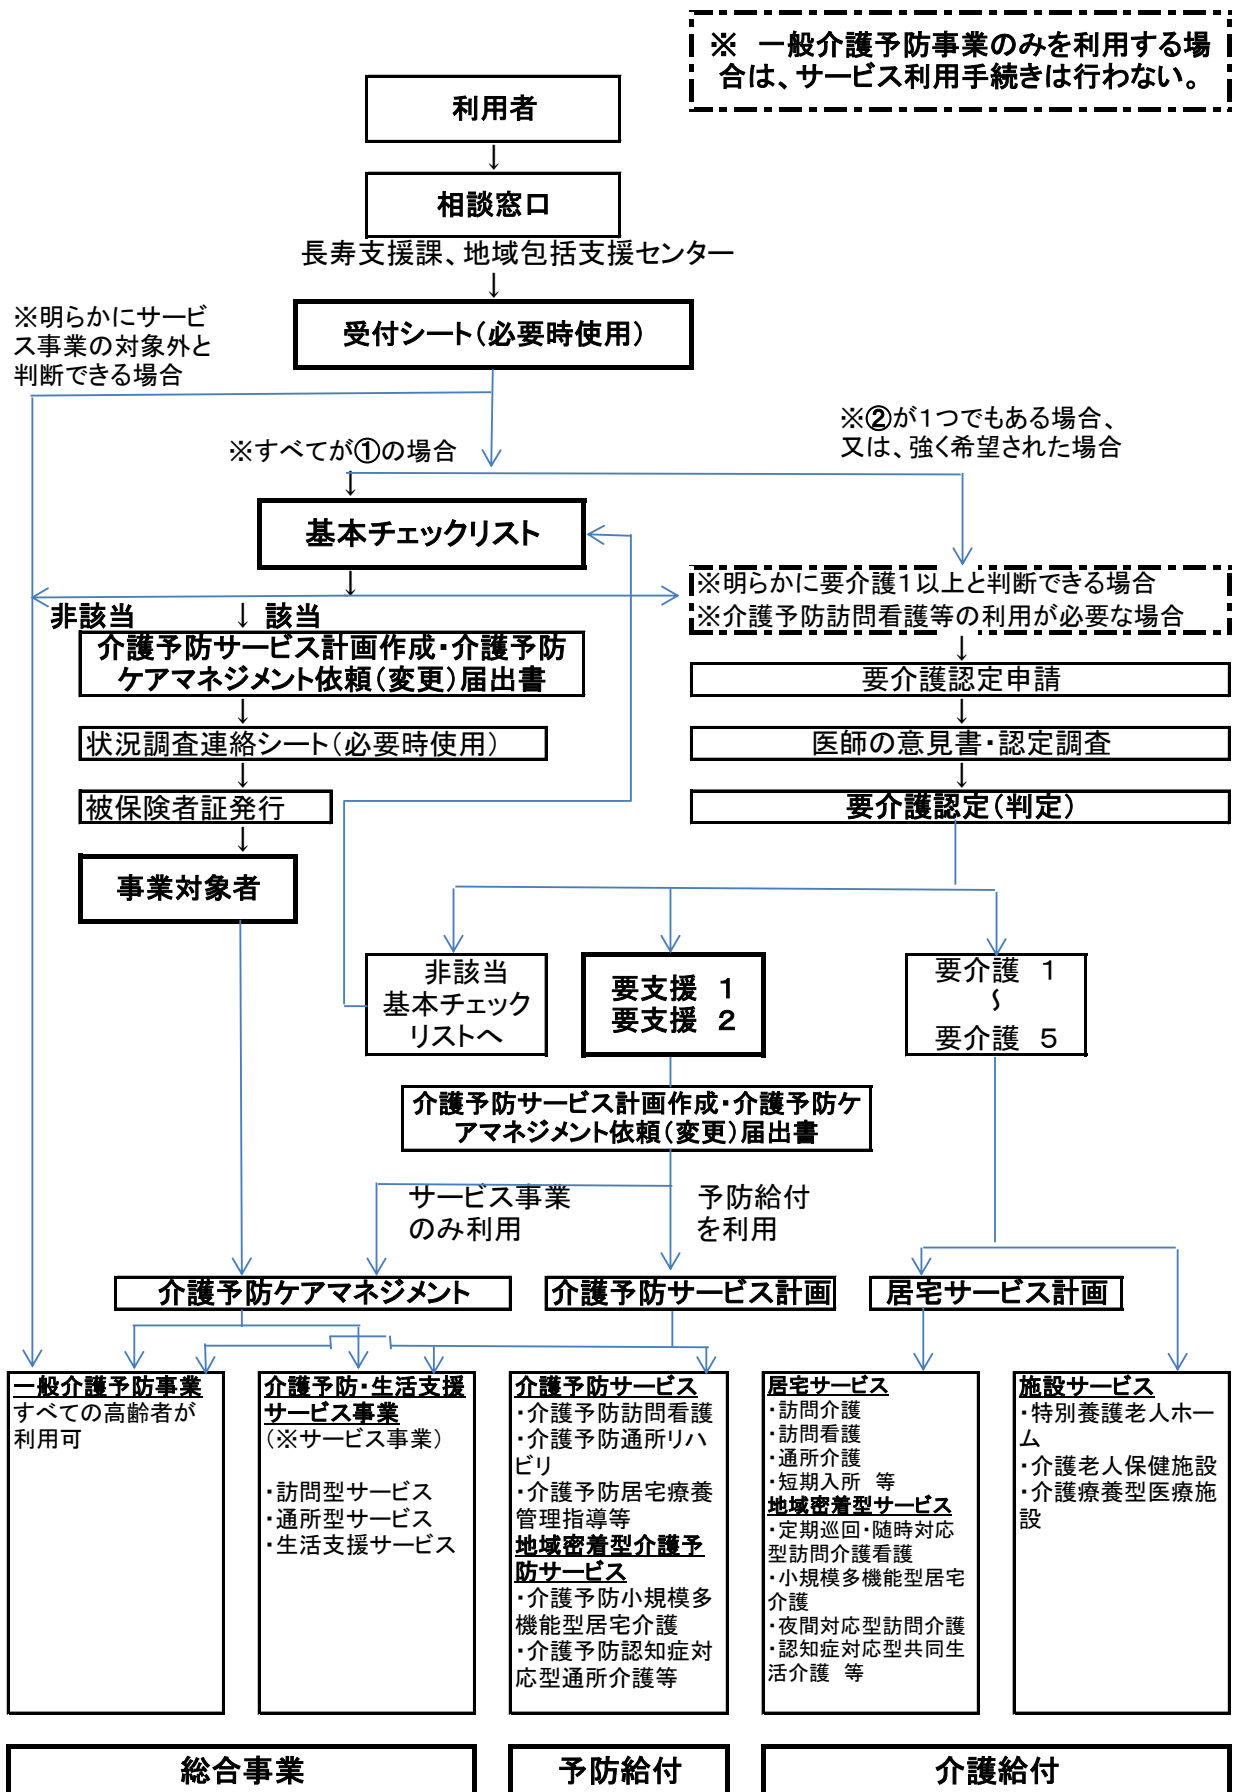 ※　一般介護予防事業のみを利用する場
合は、サービス利用手続きは行わない。
利用者
↓
相談窓口
長寿支援課、地域包括支援センター
↓
受付シート（必要時使用）
※明らかにサービ
ス事業の対象外と
判断できる場合
※②が１つでもある場合、
又は、強く希望された場合
※すべてが①の場合
↓
基本チェックリスト
↓
非該当
↓ 該当
※明らかに要介護１以上と判断できる場合
※介護予防訪問看護等の利用が必要な場合
介護予防サービス計画作成・介護予防
ケアマネジメント依頼（変更）届出書
↓
状況調査連絡シート（必要時使用）
↓
被保険者証発行
↓
事業対象者
↓
要介護認定申請
↓
医師の意見書・認定調査
↓
要介護認定（判定）
非該当
基本チェック
リストへ
要支援　１
要支援　２
要介護　１
～
要介護　５
介護予防サービス計画作成・介護予防ケ
アマネジメント依頼（変更）届出書
サービス事業
のみ利用
予防給付
を利用
介護予防ケアマネジメント
介護予防サービス計画
居宅サービス計画
一般介護予防事業
すべての高齢者が
利用可
介護予防・生活支援
サービス事業
（※サービス事業）
・訪問型サービス
・通所型サービス
・生活支援サービス
介護予防サービス
・介護予防訪問看護
・介護予防通所リハ
ビリ
・介護予防居宅療養
管理指導等
地域密着型介護予
防サービス
・介護予防小規模多
機能型居宅介護
・介護予防認知症対
応型通所介護等
居宅サービス
・訪問介護
・訪問看護
・通所介護
・短期入所　等
地域密着型サービス
・定期巡回・随時対応
型訪問介護看護
・小規模多機能型居宅
介護
・夜間対応型訪問介護
・認知症対応型共同生
活介護　等
施設サービス
・特別養護老人ホー
ム
・介護老人保健施設
・介護療養型医療施
設
総合事業
予防給付
介護給付